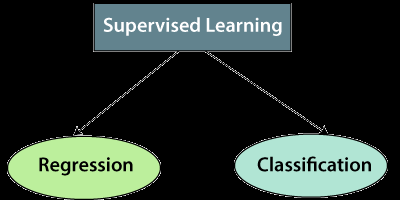 Supervised Learning
Regression
Classification